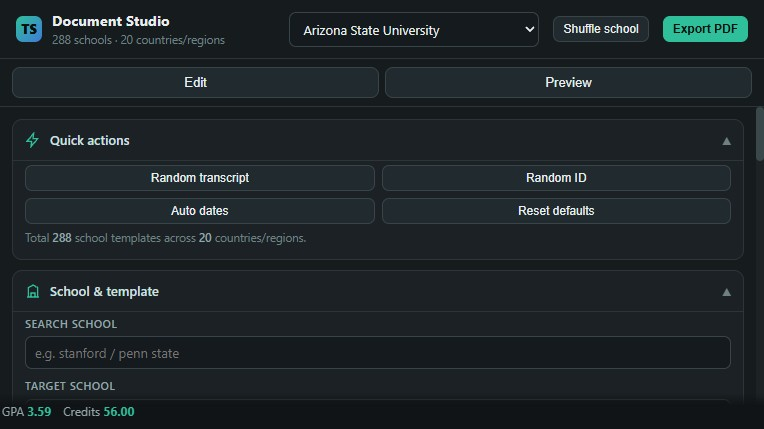 TS
Document Studio
288 schools · 20 countries/regions
Arizona State University
Shuffle school
Export PDF
Edit
Preview
Quick actions
Random transcript
Random ID
Auto dates
Reset defaults
Total 288 school templates across 20 countries/regions.
School & template
SEARCH SCHOOL
e.g. stanford / penn state
TARGET SCHOOL
GPA 3.59 Credits 56.00